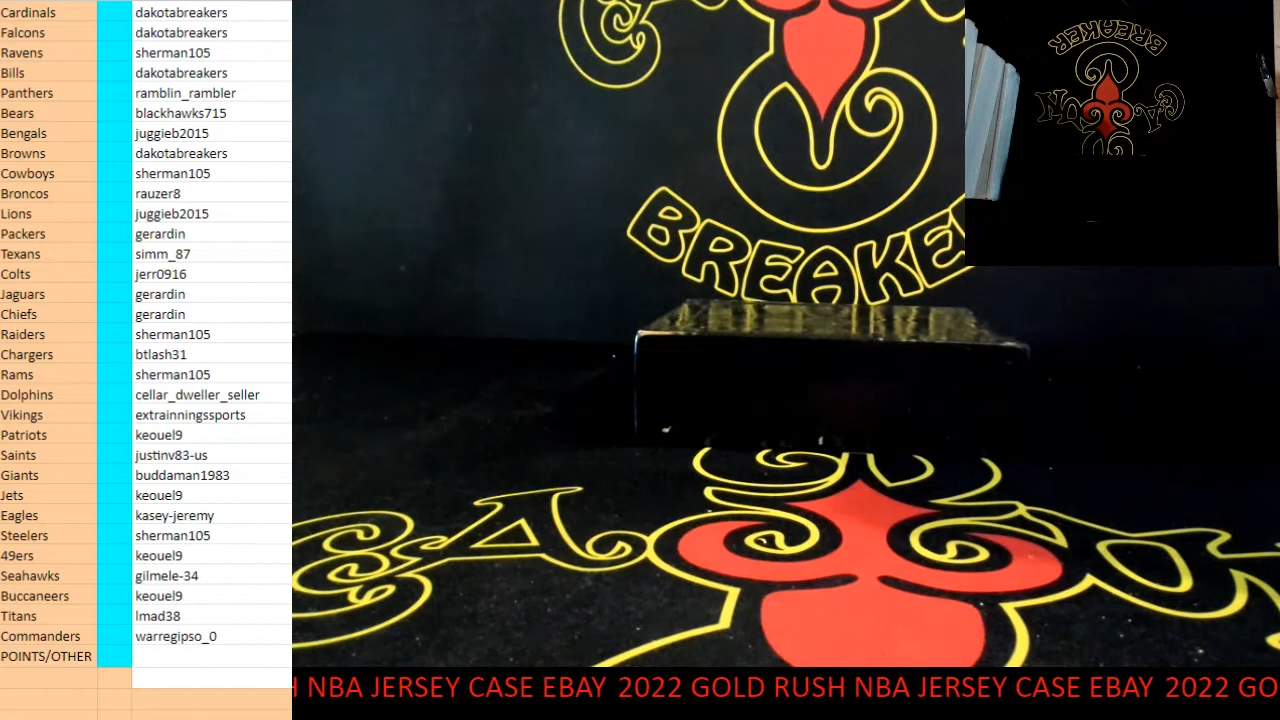 Cardinals dakotabreakers
Falcons dakotabreakers
Ravens sherman105
Bills dakotabreakers
Panthers ramblin_rambler
Bears blackhawks715
Bengals juggieb2015
Browns dakotabreakers
Cowboys sherman105
Broncos rauzer8
Lions juggieb2015
Packers gerardin
Texans simm_87
Colts jerr0916
Jaguars gerardin
Chiefs gerardin
Raiders sherman105
Chargers btlash31
Rams sherman105
Dolphins cellar_dweller_seller
Vikings extrainningssports
Patriots keouel9
Saints justinv83-us
Giants buddaman1983
Jets keouel9
Eagles kasey-jeremy
Steelers sherman105
49ers keouel9
Seahawks gilmele-34
Buccaneers keouel9
Titans lmad38
Commanders warregipso_0
POINTS/OTHER
BREAKE
BREAKER
H NBA JERSEY CASE EBAY 2022 GOLD RUSH NBA JERSEY CASE EBAY 2022 GO